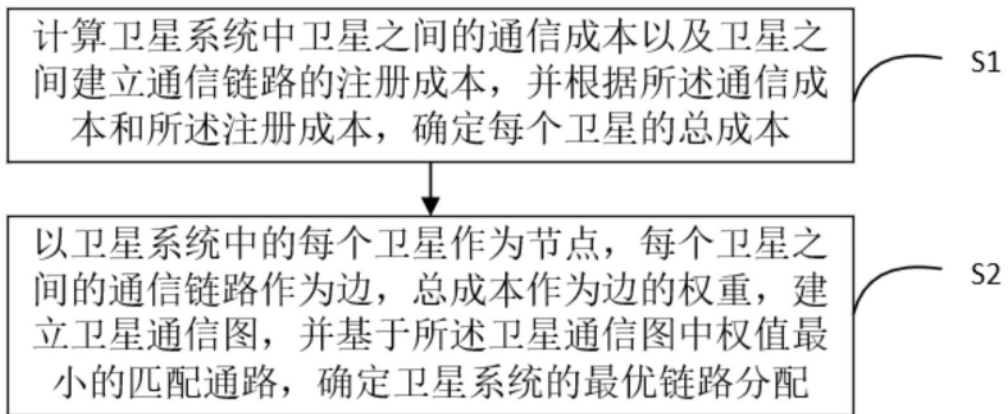 计算卫星系统中卫星之间的通信成本以及卫星之
间建立通信链路的注册成本，并根据所述通信成
本和所述注册成本，确定每个卫星的总成本
S1
以卫星系统中的每个卫星作为节点，每个卫星之
间的通信链路作为边，总成本作为边的权重，建
立卫星通信图，并基于所述卫星通信图中权值最
小的匹配通路，确定卫星系统的最优链路分配
S2